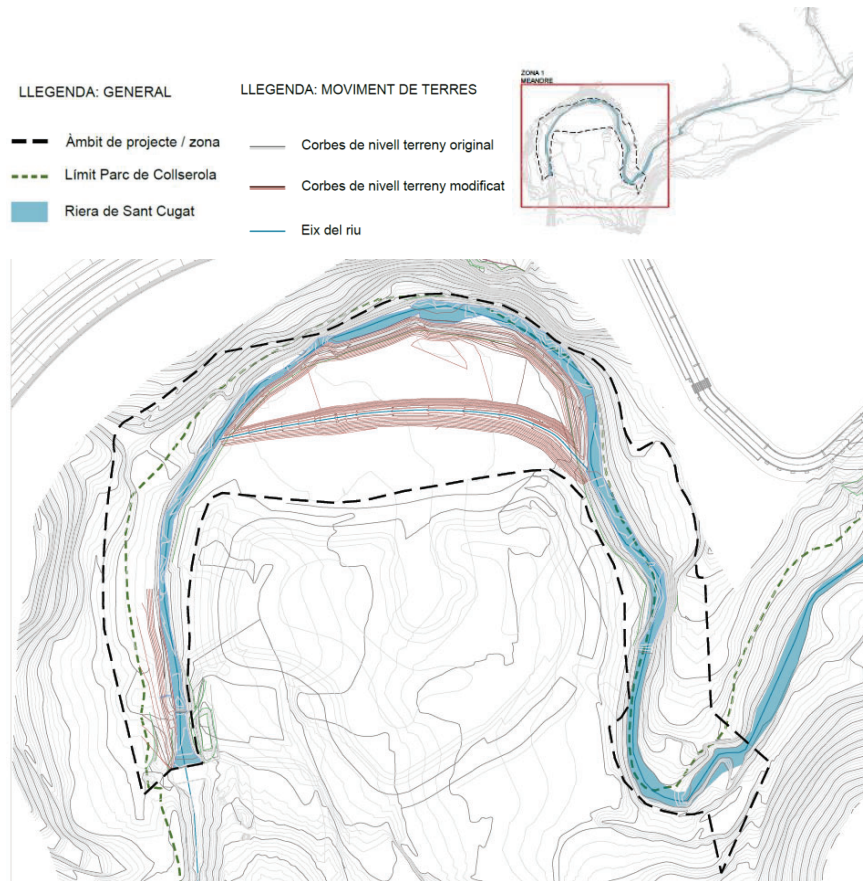 ZONA 1
MEANDRE
LLEGENDA: GENERAL
Àmbit de projecte / zona
Límit Parc de Collserola
Riera de Sant Cugat
LLEGENDA: MOVIMENT DE TERRES
Corbes de nivell terreny original
Corbes de nivell terreny modificat
Eix del riu